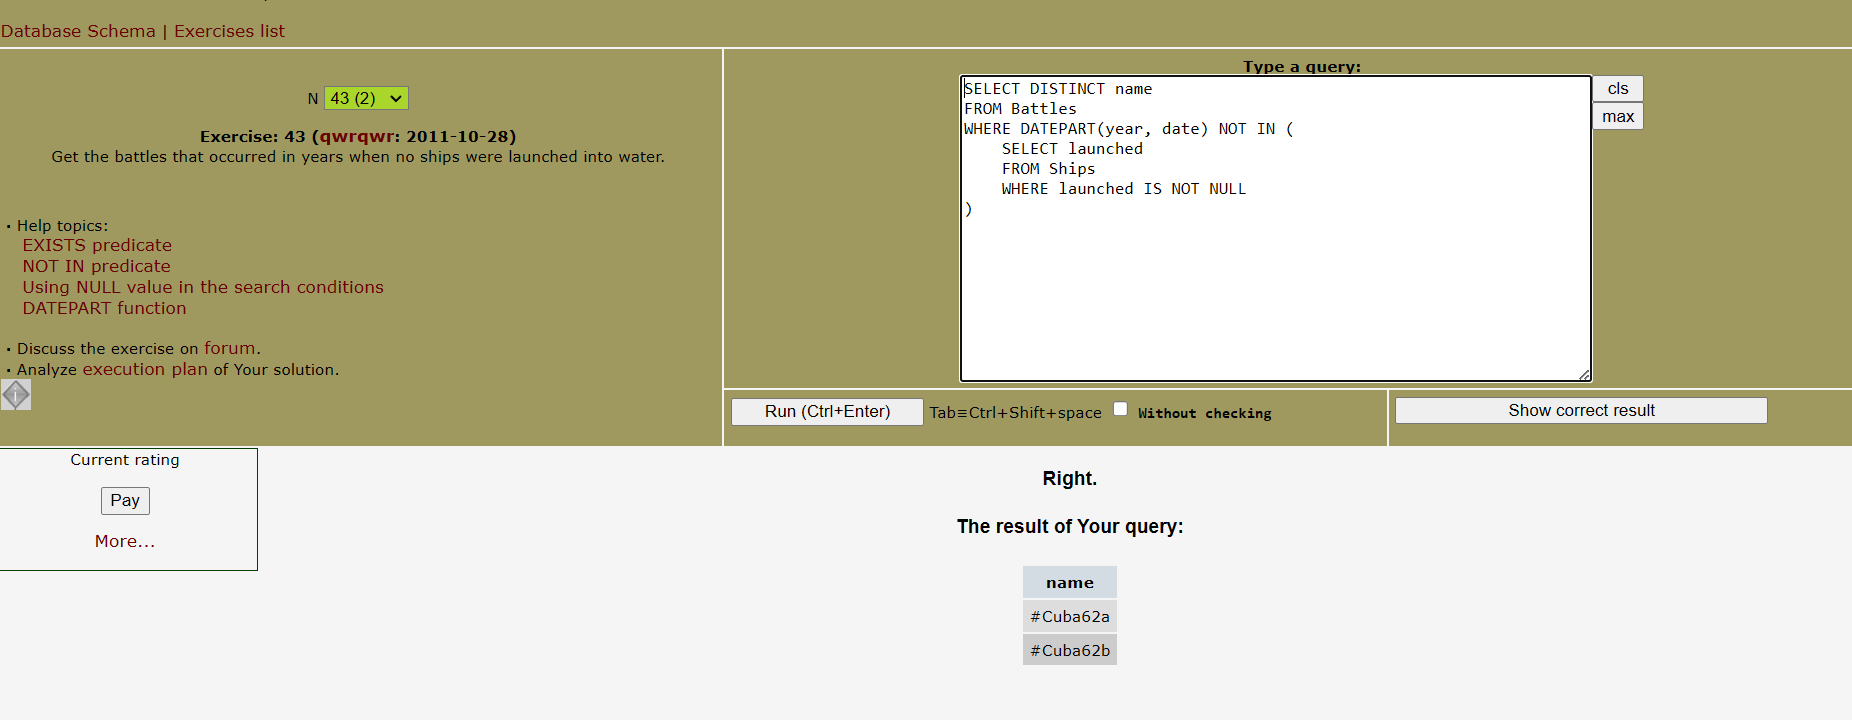 Database Schema | Exercises list
N 43 (2)
Exercise: 43 (qwrqwr: 2011-10-28)
Get the battles that occurred in years when no ships were launched into water.
• Help topics:
EXISTS predicate
NOT IN predicate
Using NULL value in the search conditions
DATEPART function
• Discuss the exercise on forum.
• Analyze execution plan of Your solution.
Type a query:
SELECT DISTINCT name
FROM Battles
WHERE DATEPART(year, date) NOT IN (
    SELECT launched
    FROM Ships
    WHERE launched IS NOT NULL
)
cls
max
Run (Ctrl+Enter) Tab≡Ctrl+Shift+space Without checking
Show correct result
Current rating
Pay
More...
Right.
The result of Your query:
name
#Cuba62a
#Cuba62b